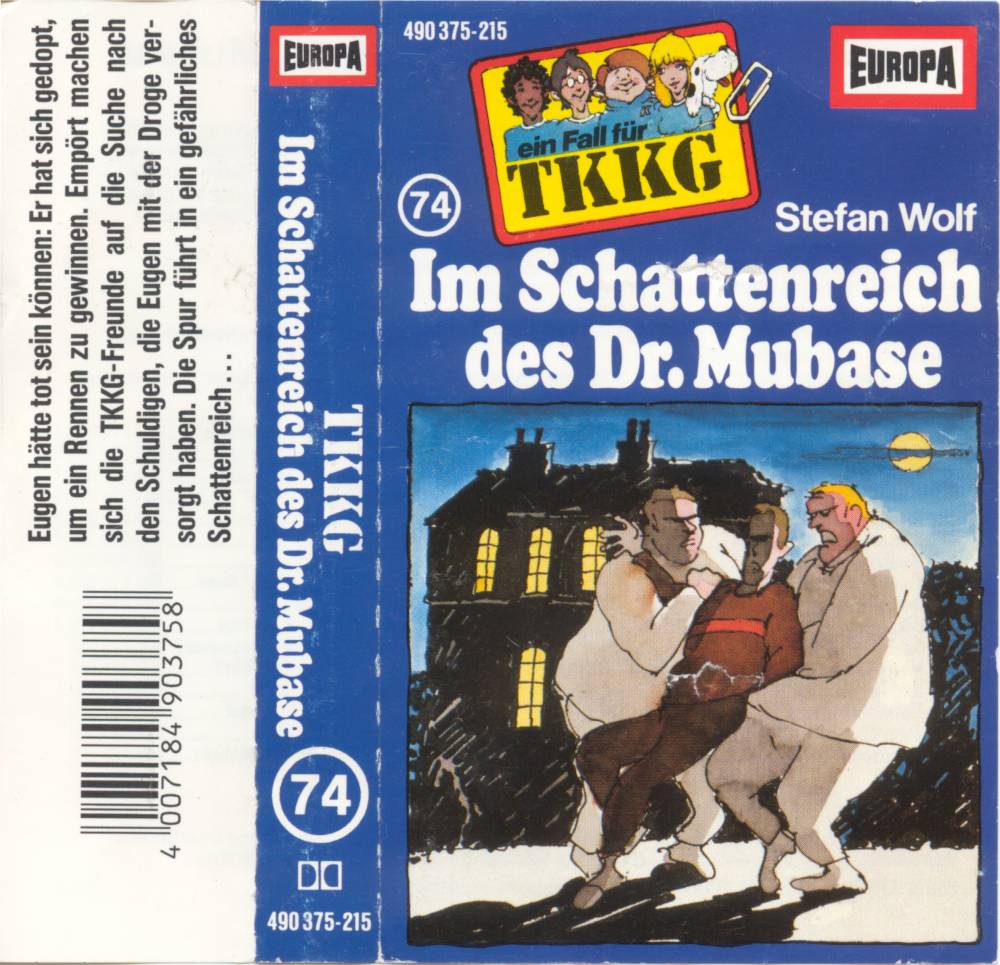 Eugen hätte tot sein können: Er hat sich gedopt,
um ein Rennen zu gewinnen. Empört machen
sich die TKKG-Freunde auf die Suche nach
den Schuldigen, die Eugen mit der Droge ver-
sorgt haben. Die Spur führt in ein gefährliches
Schattenreich...
4 007184 903758
EUROPA
TKKG
Im Schattenreich des Dr. Mubase
74
490 375-215
490 375-215
EUROPA
ein Fall für
TKKG
K
74
Stefan Wolf
Im Schattenreich
des Dr. Mubase